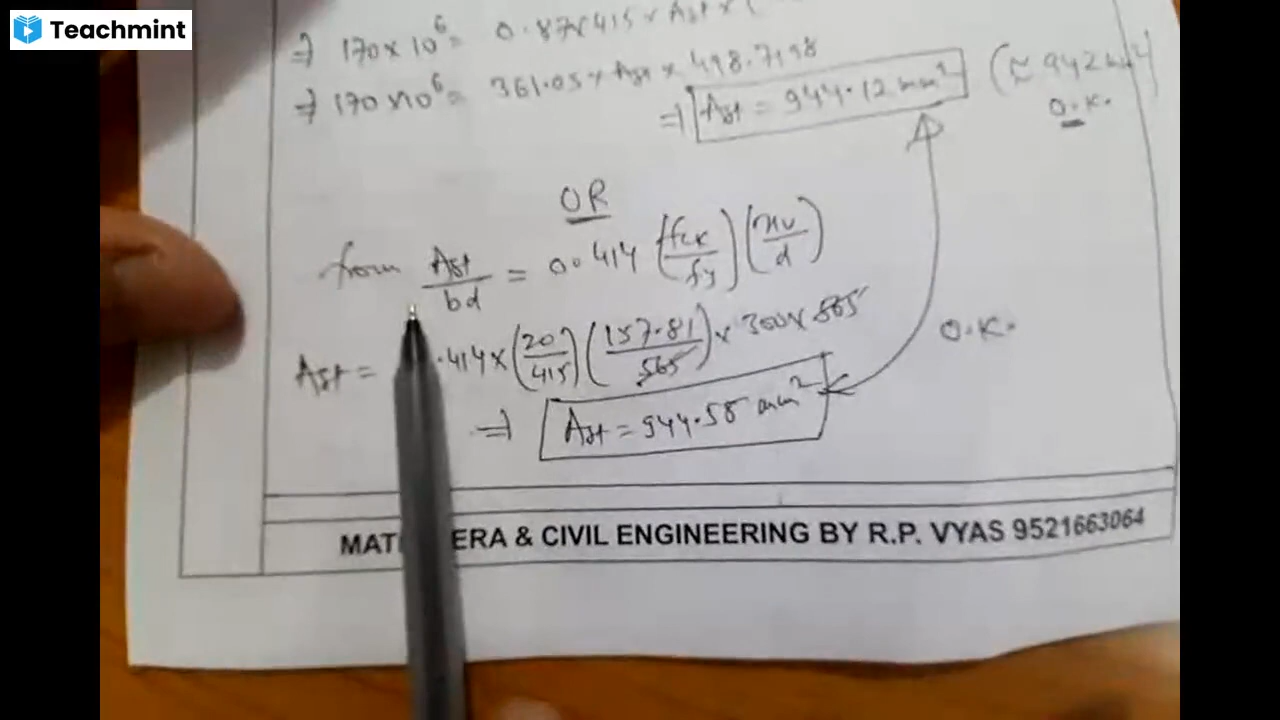 Teachmint
⇒ 170 x 10⁶ = 0.87 x 415 x Ast x (
⇒ 170 x 10⁶ = 361.05 x Ast x 498.7198
⇒ Ast = 944.12 mm² (≈ 942 mm²)
O.K.
OR
from Ast/bd = 0.414 (fck/fy) (xu/d)
Ast = .414 x (20/415) (157.81/565) x 300 x 565
O.K.
⇒ Ast = 944.58 mm²
MAT ERA & CIVIL ENGINEERING BY R.P. VYAS 9521663064